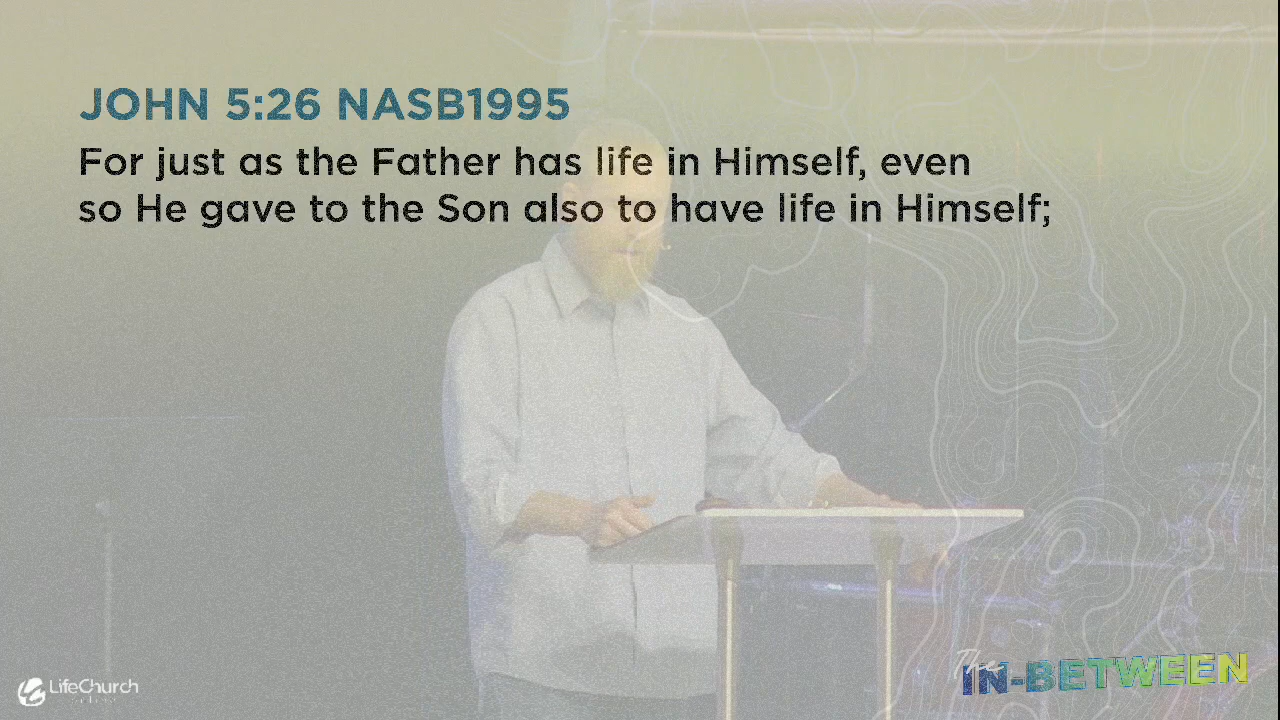 JOHN 5:26 NASB1995
For just as the Father has life in Himself, even
so He gave to the Son also to have life in Himself;
The
IN-BETWEEN
LifeChurch